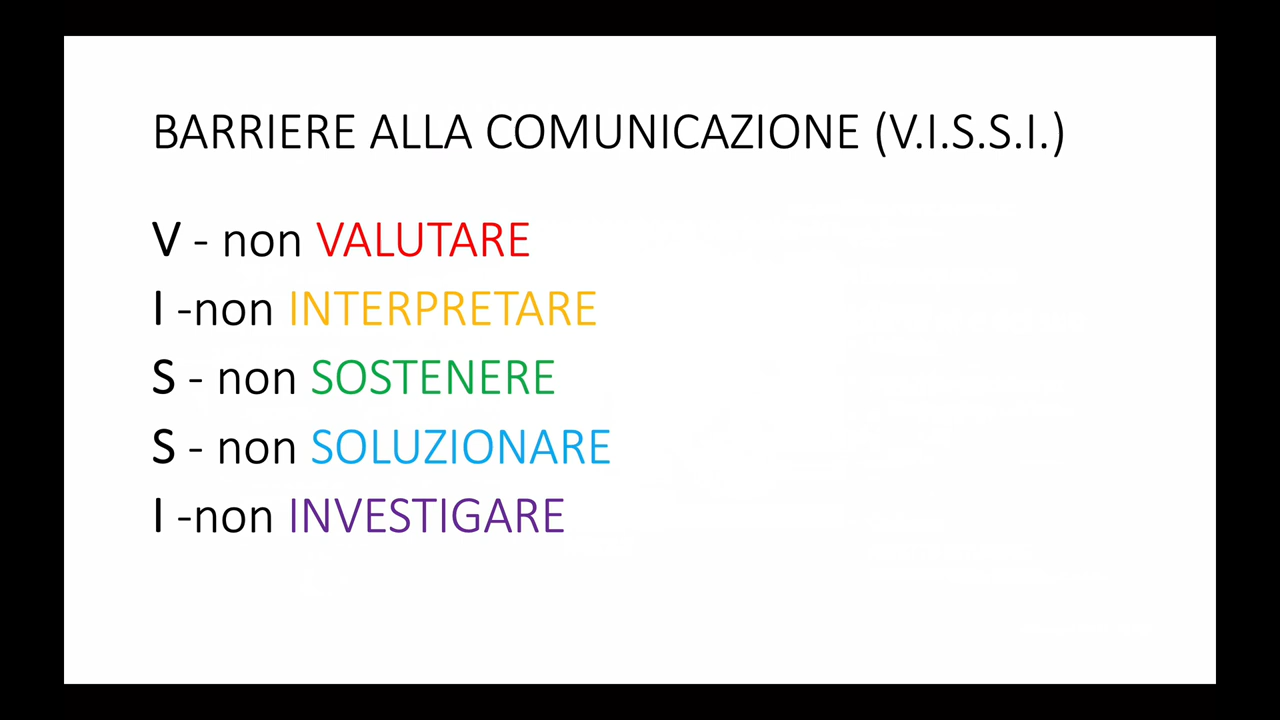 BARRIERE ALLA COMUNICAZIONE (V.I.S.S.I.)
V - non VALUTARE
I -non INTERPRETARE
S - non SOSTENERE
S - non SOLUZIONARE
I -non INVESTIGARE